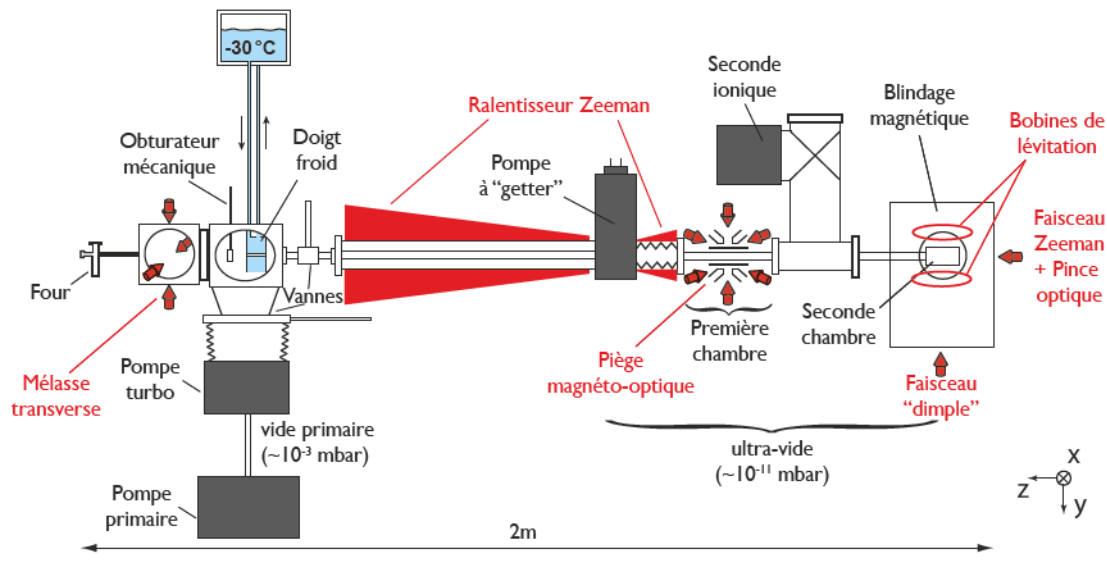 -30 °C
Obturateur
mécanique
Doigt
froid
Ralentisseur Zeeman
Pompe
à “getter”
Seconde
ionique
Blindage
magnétique
Bobines de
lévitation
Faisceau
Zeeman
+ Pince
optique
Four
Vannes
Mélasse
transverse
Pompe
turbo
vide primaire
(~10⁻³ mbar)
Pompe
primaire
Piège
magnéto-optique
Première
chambre
Seconde
chambre
Faisceau
“dimple”
ultra-vide
(~10⁻¹¹ mbar)
x
z
y
2m